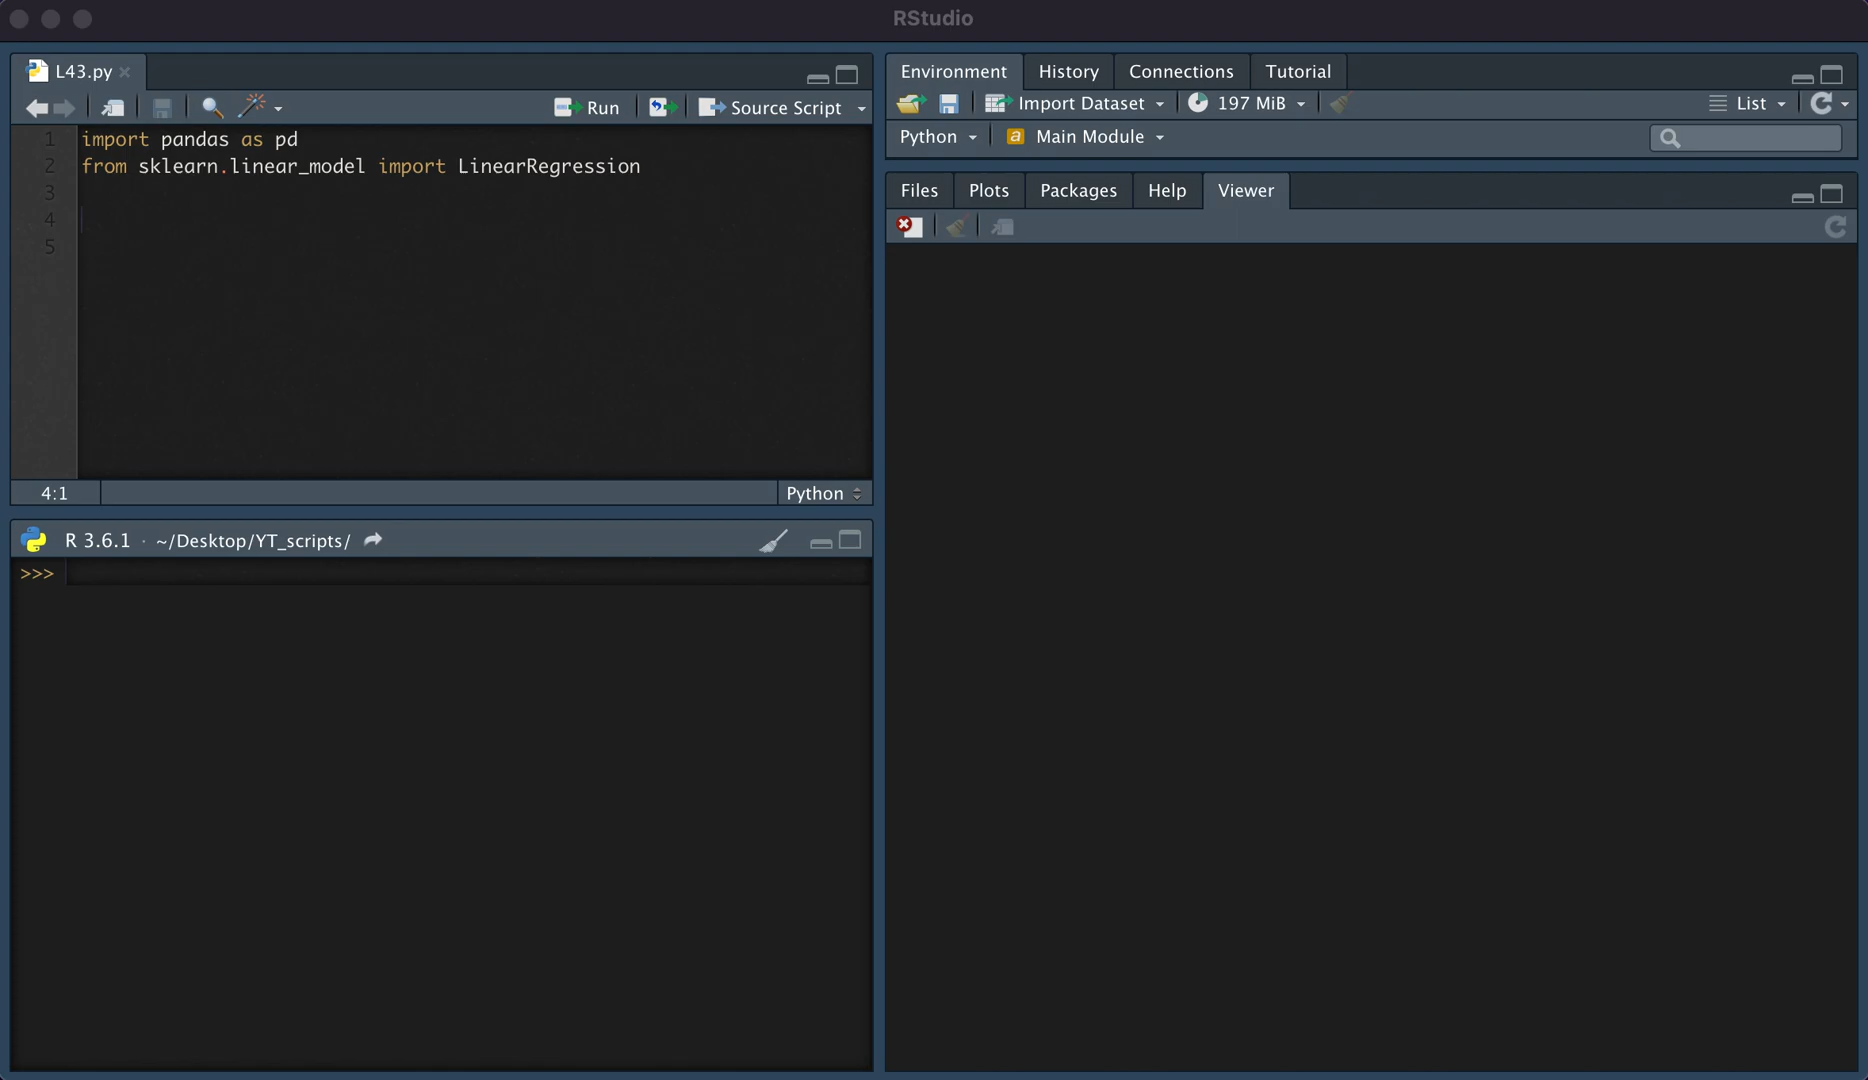 RStudio
L43.py
Run
Source Script
1 import pandas as pd
2 from sklearn.linear_model import LinearRegression
3
4
5
4:1
Python
R 3.6.1 · ~/Desktop/YT_scripts/
>>>
Environment History Connections Tutorial
Import Dataset 197 MiB List
Python Main Module
Files Plots Packages Help Viewer